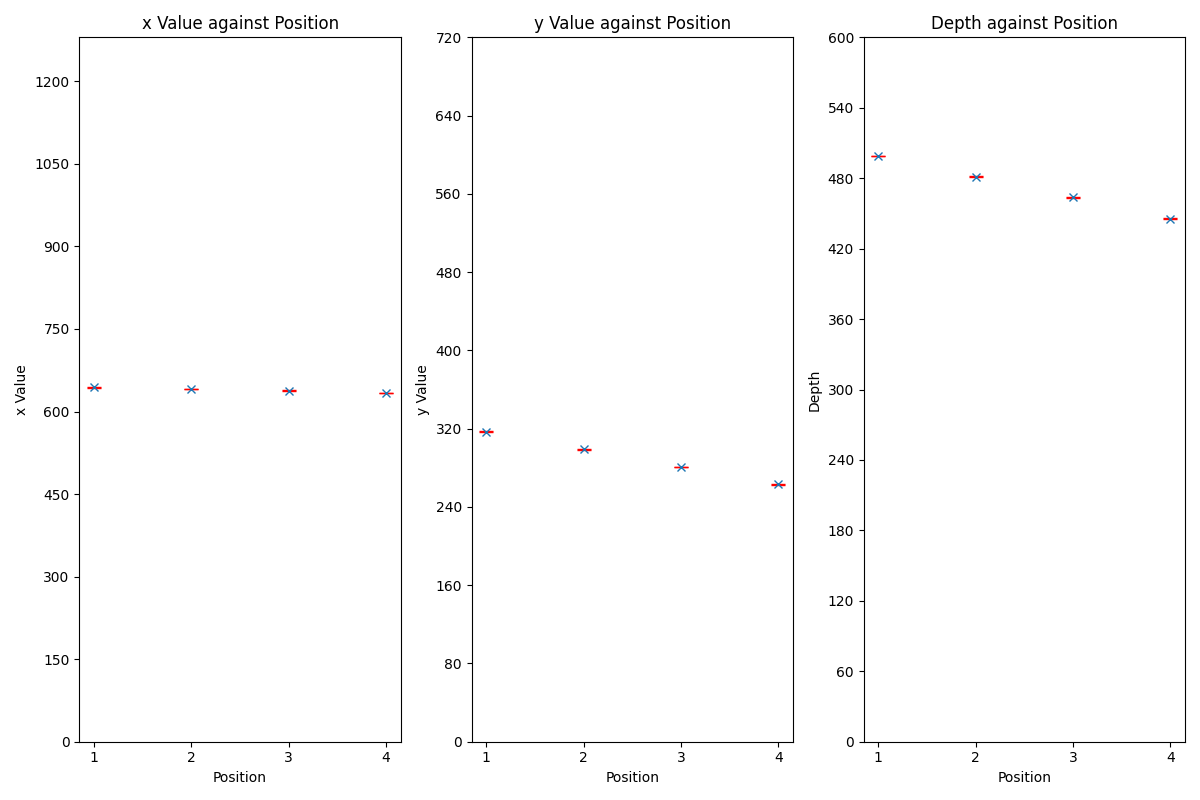 x Value against Position
1200
1050
900
750
600
450
300
150
0
x Value
1 2 3 4
Position
y Value against Position
720
640
560
480
400
320
240
160
80
0
y Value
1 2 3 4
Position
Depth against Position
600
540
480
420
360
300
240
180
120
60
0
Depth
1 2 3 4
Position